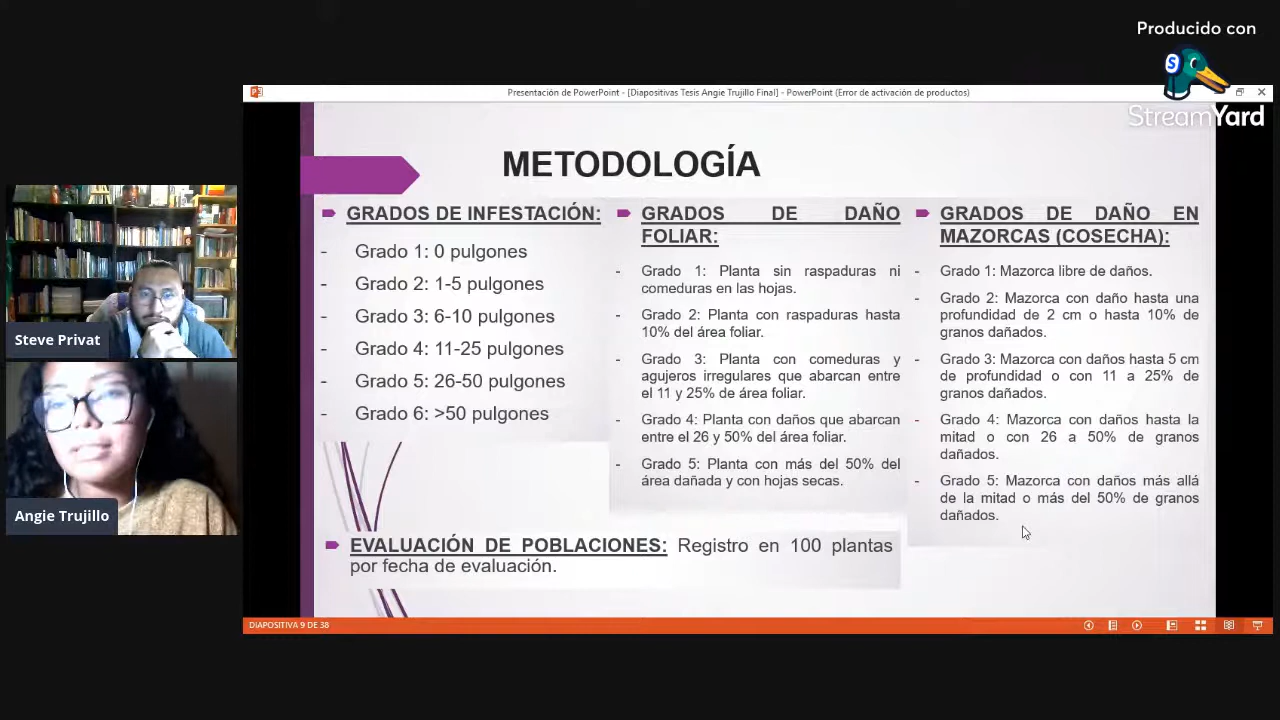 Producido con
StreamYard
Presentación de PowerPoint - [Diapositivas Tesis Angie Trujillo Final] - PowerPoint (Error de activación de productos)
METODOLOGÍA
GRADOS DE INFESTACIÓN:
- Grado 1: 0 pulgones
- Grado 2: 1-5 pulgones
- Grado 3: 6-10 pulgones
- Grado 4: 11-25 pulgones
- Grado 5: 26-50 pulgones
- Grado 6: >50 pulgones
GRADOS DE DAÑO
FOLIAR:
- Grado 1: Planta sin raspaduras ni
comeduras en las hojas.
- Grado 2: Planta con raspaduras hasta
10% del área foliar.
- Grado 3: Planta con comeduras y
agujeros irregulares que abarcan entre
el 11 y 25% de área foliar.
- Grado 4: Planta con daños que abarcan
entre el 26 y 50% del área foliar.
- Grado 5: Planta con más del 50% del
área dañada y con hojas secas.
GRADOS DE DAÑO EN
MAZORCAS (COSECHA):
- Grado 1: Mazorca libre de daños.
- Grado 2: Mazorca con daño hasta una
profundidad de 2 cm o hasta 10% de
granos dañados.
- Grado 3: Mazorca con daños hasta 5 cm
de profundidad o con 11 a 25% de
granos dañados.
- Grado 4: Mazorca con daños hasta la
mitad o con 26 a 50% de granos
dañados.
- Grado 5: Mazorca con daños más allá
de la mitad o más del 50% de granos
dañados.
EVALUACIÓN DE POBLACIONES: Registro en 100 plantas
por fecha de evaluación.
DIAPOSITIVA 9 DE 38
Steve Privat
Angie Trujillo